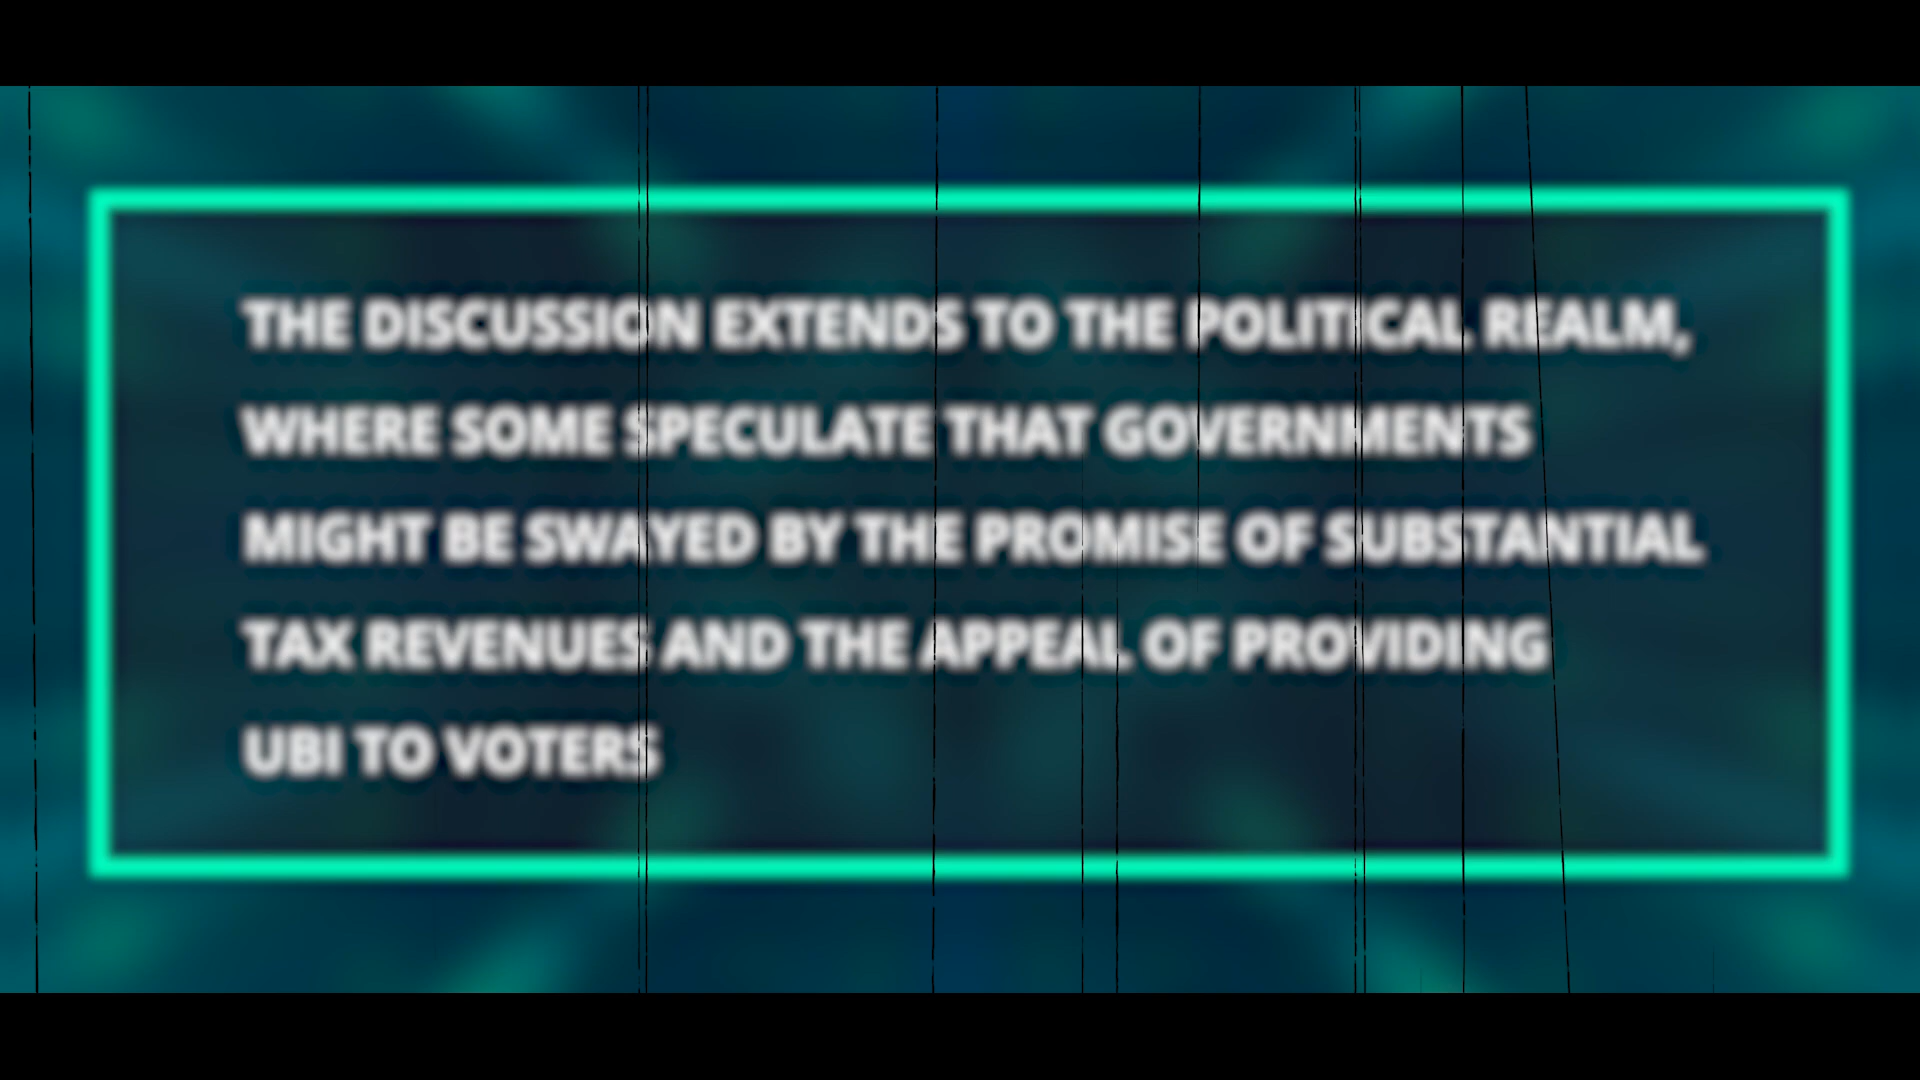 THE DISCUSSION EXTENDS TO THE POLITICAL REALM,
WHERE SOME SPECULATE THAT GOVERNMENTS
MIGHT BE SWAYED BY THE PROMISE OF SUBSTANTIAL
TAX REVENUES AND THE APPEAL OF PROVIDING
UBI TO VOTERS